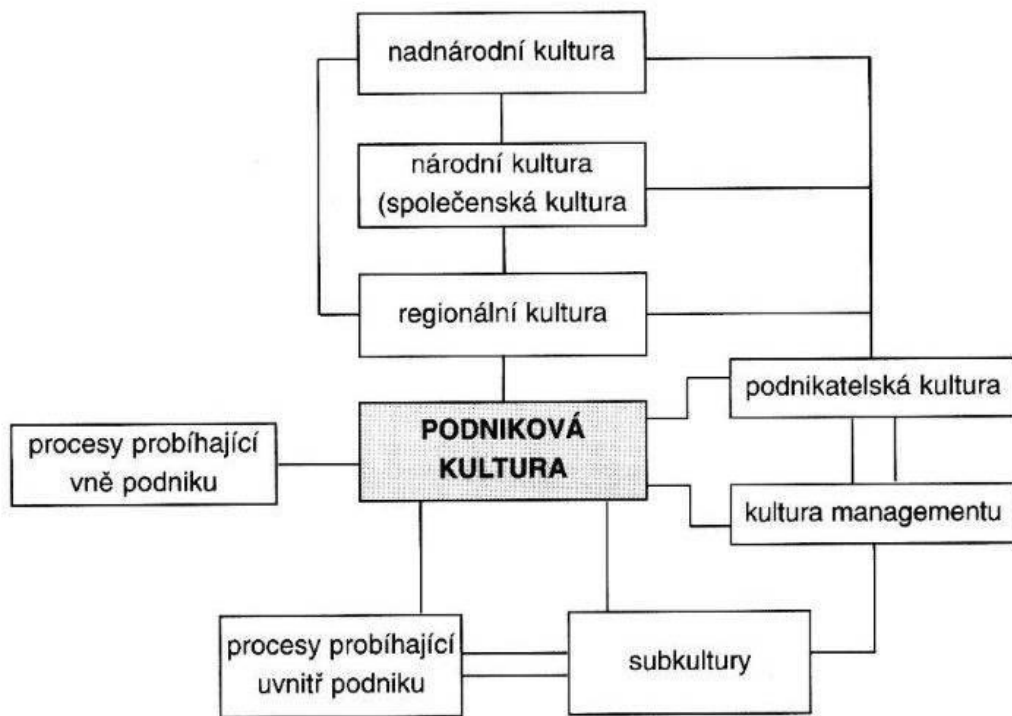 nadnárodní kultura
národní kultura
(společenská kultura
regionální kultura
podnikatelská kultura
PODNIKOVÁ
KULTURA
procesy probíhající
vně podniku
kultura managementu
procesy probíhající
uvnitř podniku
subkultury